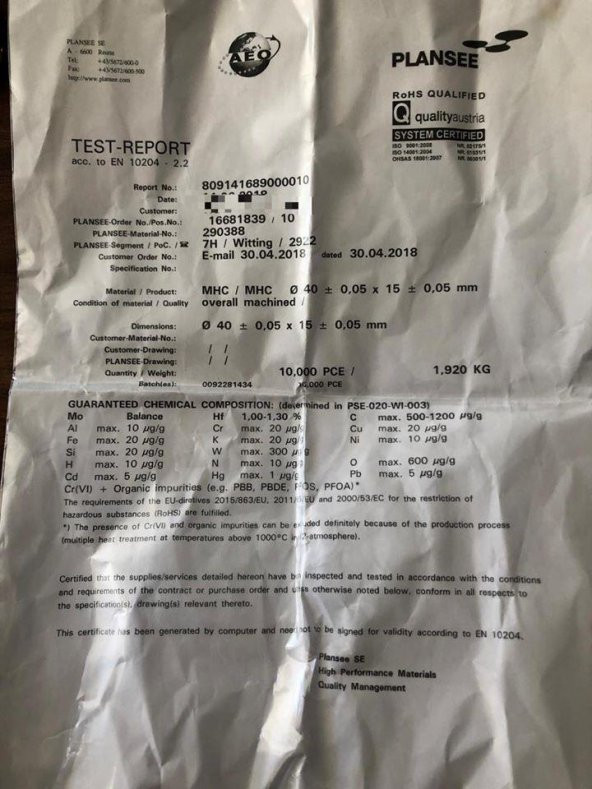 PLANSEE SE
A - 6600 Reutte
Tel: +43/5672/600-0
Fax: +43/5672/600-500
http://www.plansee.com
AEO
PLANSEE
RoHS QUALIFIED
Q qualityaustria
SYSTEM CERTIFIED
ISO 9001:2008
ISO 14001:2004
OHSAS 18001:2007
TEST-REPORT
acc. to EN 10204 - 2.2
Report No.: 809141689000010
Date:
Customer:
PLANSEE-Order No./Pos.No.: 16681839 / 10
PLANSEE-Material-No.: 290388
PLANSEE-Segment / PoC. / 7H / Witting / 2922
Customer Order No.: E-mail 30.04.2018 dated 30.04.2018
Specification No.:
Material / Product: MHC / MHC Ø 40 ± 0,05 x 15 ± 0,05 mm
Condition of material / Quality overall machined /
Dimensions: Ø 40 ± 0,05 x 15 ± 0,05 mm
Customer-Material-No.:
Customer-Drawing: / /
PLANSEE-Drawing: / /
Quantity / Weight: 10,000 PCE / 1,920 KG
Batch(es): 0092281434 10,000 PCE
GUARANTEED CHEMICAL COMPOSITION: (determined in PSE-020-WI-003)
Mo Balance Hf 1,00-1,30 % C max. 500-1200 µg/g
Al max. 10 µg/g Cr max. 20 µg/g Cu max. 20 µg/g
Fe max. 20 µg/g K max. 20 µg/g Ni max. 10 µg/g
Si max. 20 µg/g W max. 300 µg/g
H max. 10 µg/g N max. 10 µg/g O max. 600 µg/g
Cd max. 5 µg/g Hg max. 1 µg/g Pb max. 5 µg/g
Cr(VI) + Organic impurities (e.g. PBB, PBDE, PFOS, PFOA)*
The requirements of the EU-diretives 2015/863/EU, 2011/ and 2000/53/EC for the restriction of
hazardous substances (RoHS) are fulfilled.
*) The presence of Cr(VI) and organic impurities can be excluded definitely because of the production process
(multiple heat treatment at temperatures above 1000°C in -atmosphere).
Certified that the supplies/services detailed hereon have been inspected and tested in accordance with the conditions
and requirements of the contract or purchase order and unless otherwise noted below, conform in all respects to
the specification(s), drawing(s) relevant thereto.
This certificate has been generated by computer and need not to be signed for validity according to EN 10204.
Plansee SE
High Performance Materials
Quality Management